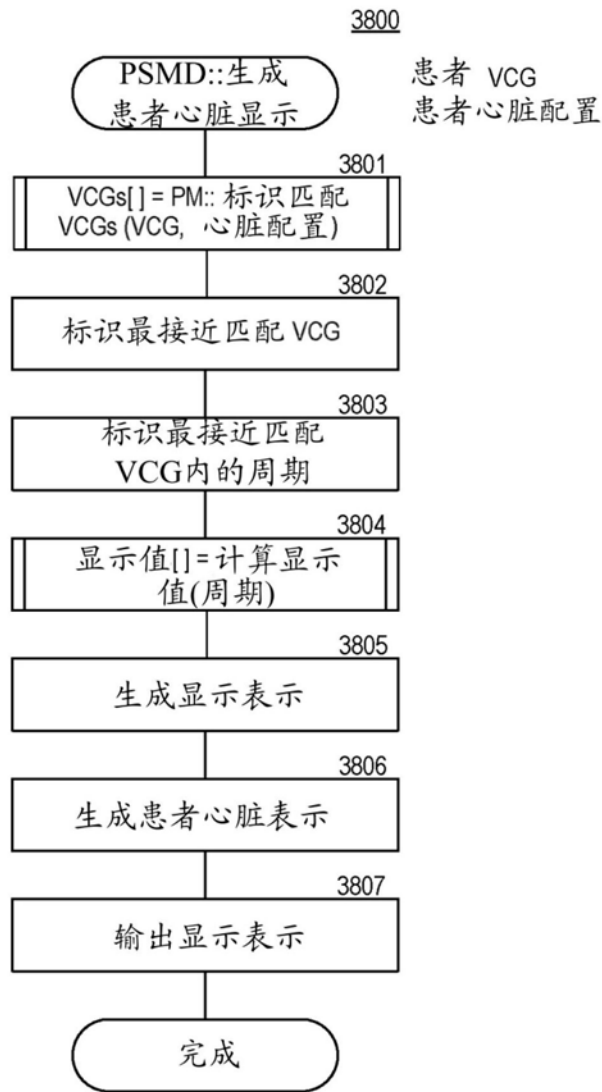 3800
PSMD::生成
患者心脏显示
患者 VCG
患者心脏配置
3801
VCGs[ ] = PM:: 标识匹配
VCGs (VCG, 心脏配置)
3802
标识最接近匹配 VCG
3803
标识最接近匹配
VCG内的周期
3804
显示值[ ] = 计算显示
值(周期)
3805
生成显示表示
3806
生成患者心脏表示
3807
输出显示表示
完成